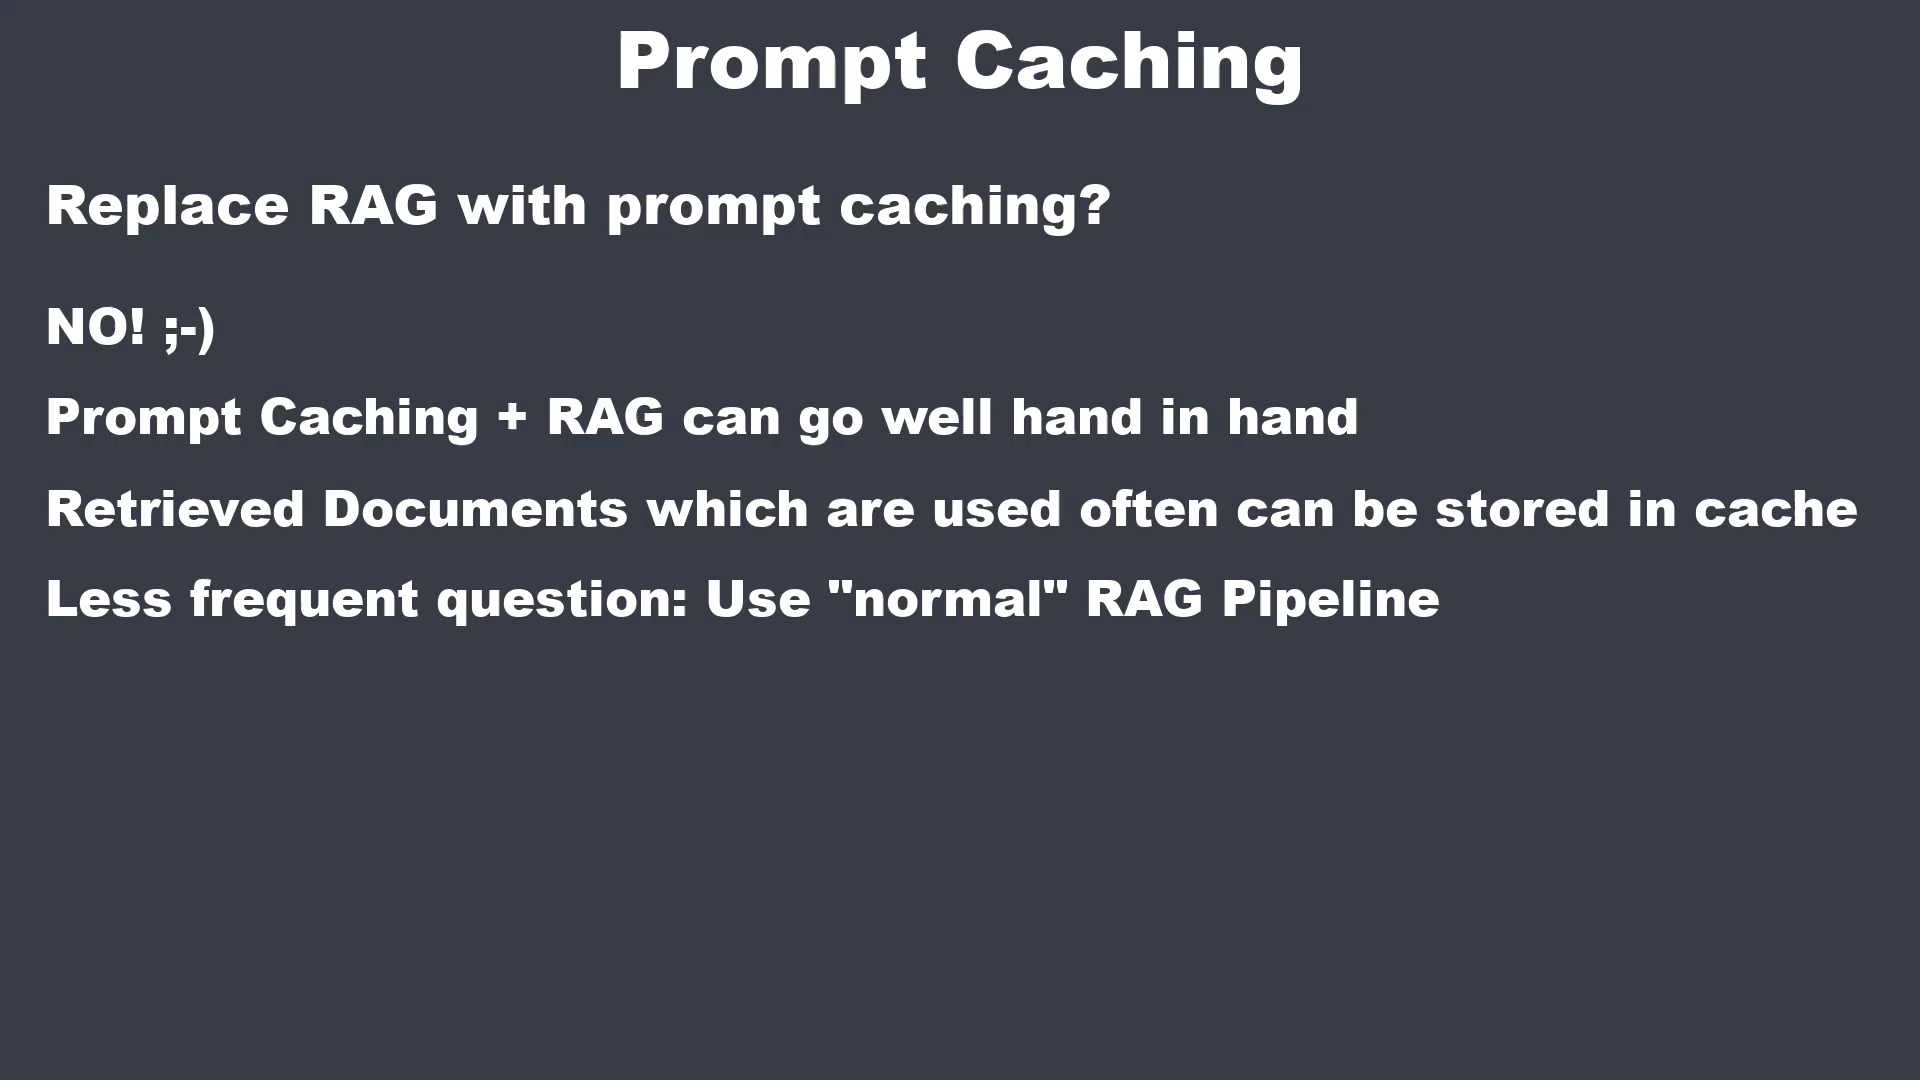 Prompt Caching
Replace RAG with prompt caching?
NO! ;-)
Prompt Caching + RAG can go well hand in hand
Retrieved Documents which are used often can be stored in cache
Less frequent question: Use "normal" RAG Pipeline